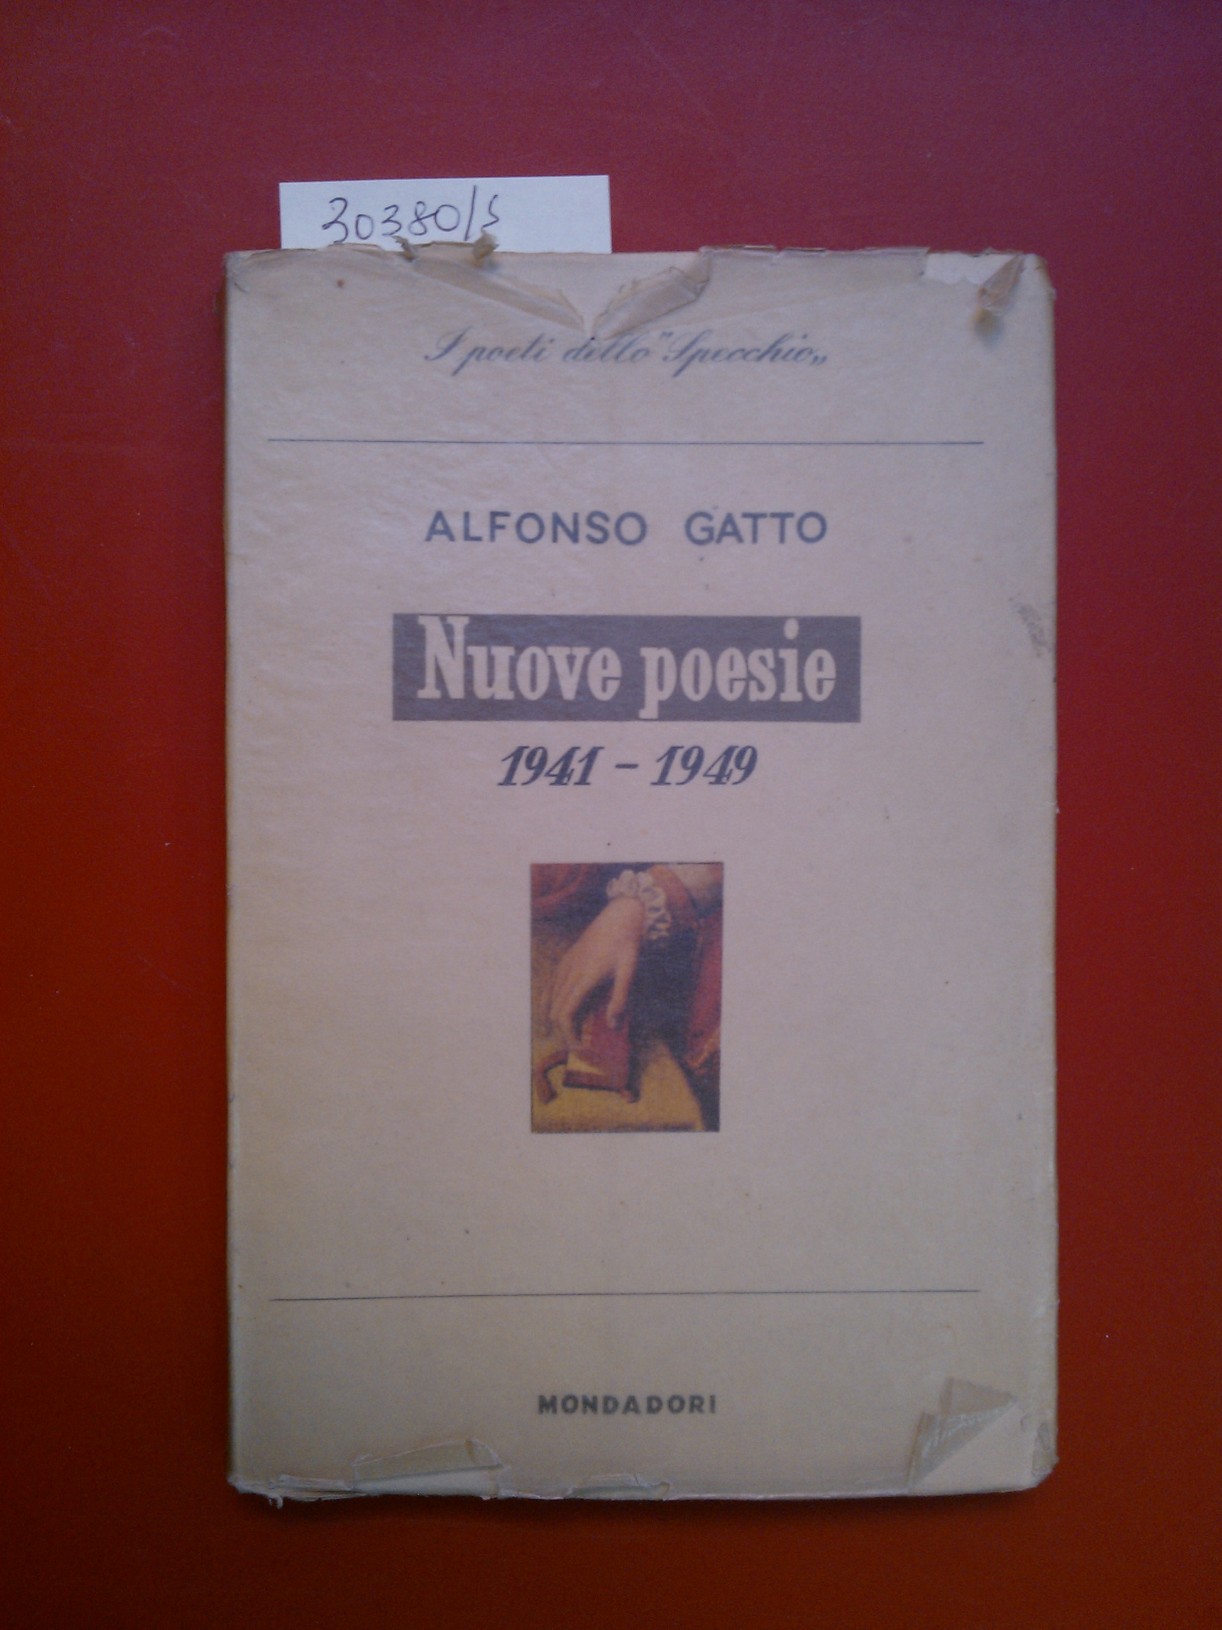 30380/s
I poeti dello "Specchio„
ALFONSO GATTO
Nuove poesie
1941 - 1949
MONDADORI